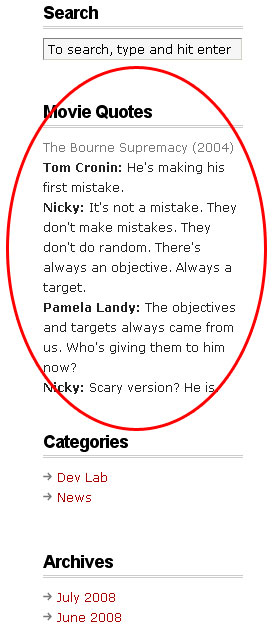 Search
To search, type and hit enter
Movie Quotes
The Bourne Supremacy (2004)
Tom Cronin: He's making his
first mistake.
Nicky: It's not a mistake. They
don't make mistakes. They
don't do random. There's
always an objective. Always a
target.
Pamela Landy: The objectives
and targets always came from
us. Who's giving them to him
now?
Nicky: Scary version? He is.
Categories
→ Dev Lab
→ News
Archives
→ July 2008
→ June 2008